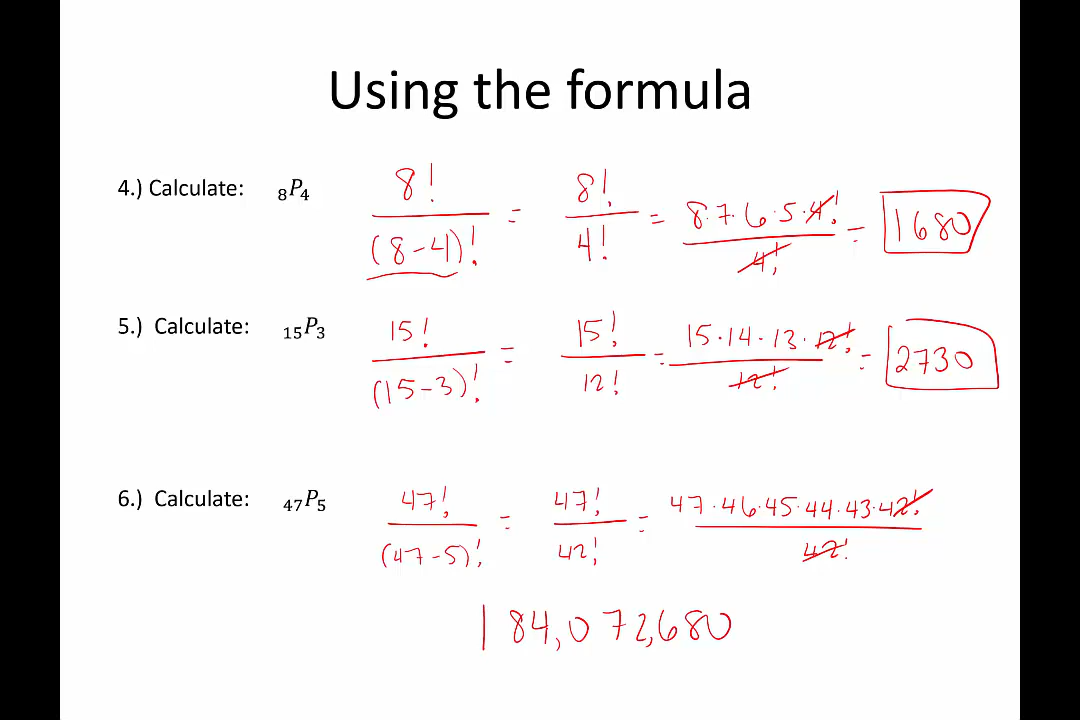 Using the formula
4.) Calculate: ₈P₄ 8!/(8-4)! = 8!/4! = 8·7·6·5·4!/4! = 1680
5.) Calculate: ₁₅P₃ 15!/(15-3)! = 15!/12! = 15·14·13·12!/12! = 2730
6.) Calculate: ₄₇P₅ 47!/(47-5)! = 47!/42! = 47·46·45·44·43·42!/42!
184,072,680